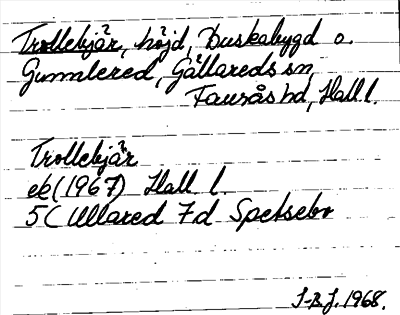 Trollebjär, höjd, Buskabygd o.
Gunnlered, Gällareds sn,
Faurås hd, Hall l.
Trollebjär
ek (1967) Hall l.
5C Ullared 7d Spetsebo
I-B.J. 1968.